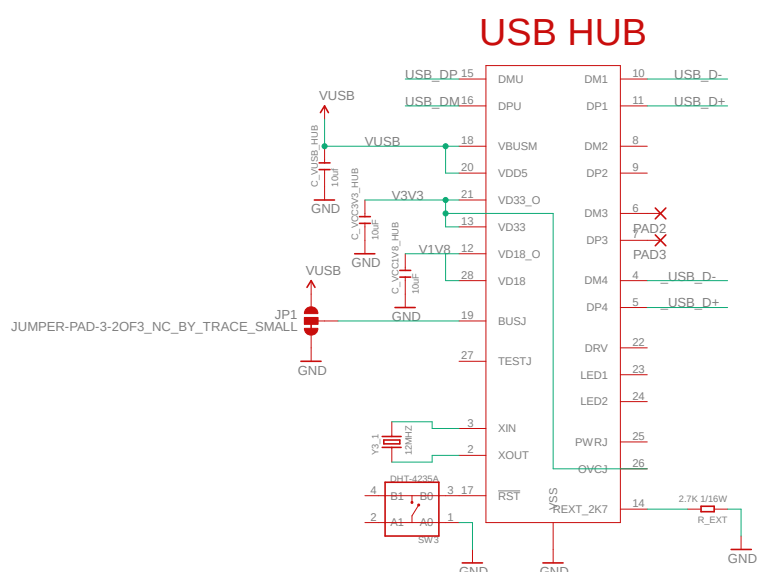 USB HUB
USB_DP 15 DMU DM1 10 USB_D-
USB_DM 16 DPU DP1 11 USB_D+
VUSB
VUSB 18 VBUSM DM2 8
C_VUSB_HUB
10uf
20 VDD5 DP2 9
GND
V3V3 21 VD33_O DM3 6
C_VCC3V3_HUB
10uF
PAD2
13 VD33 DP3 7
PAD3
GND
V1V8 12 VD18_O DM4 4 _USB_D-
C_VCC1V8_HUB
10uF
28 VD18 DP4 5 _USB_D+
GND
VUSB
JP1
JUMPER-PAD-3-2OF3_NC_BY_TRACE_SMALL
19 BUSJ DRV 22
GND
27 TESTJ LED1 23
LED2 24
3 XIN PWRJ 25
Y3_1
12MHZ
2 XOUT OVCJ 26
DHT-4235A
4 B1 B0 3 17 RST
2 A1 A0 1
SW3
VSS
REXT_2K7 14
2.7K 1/16W
R_EXT
GND
GND
GND